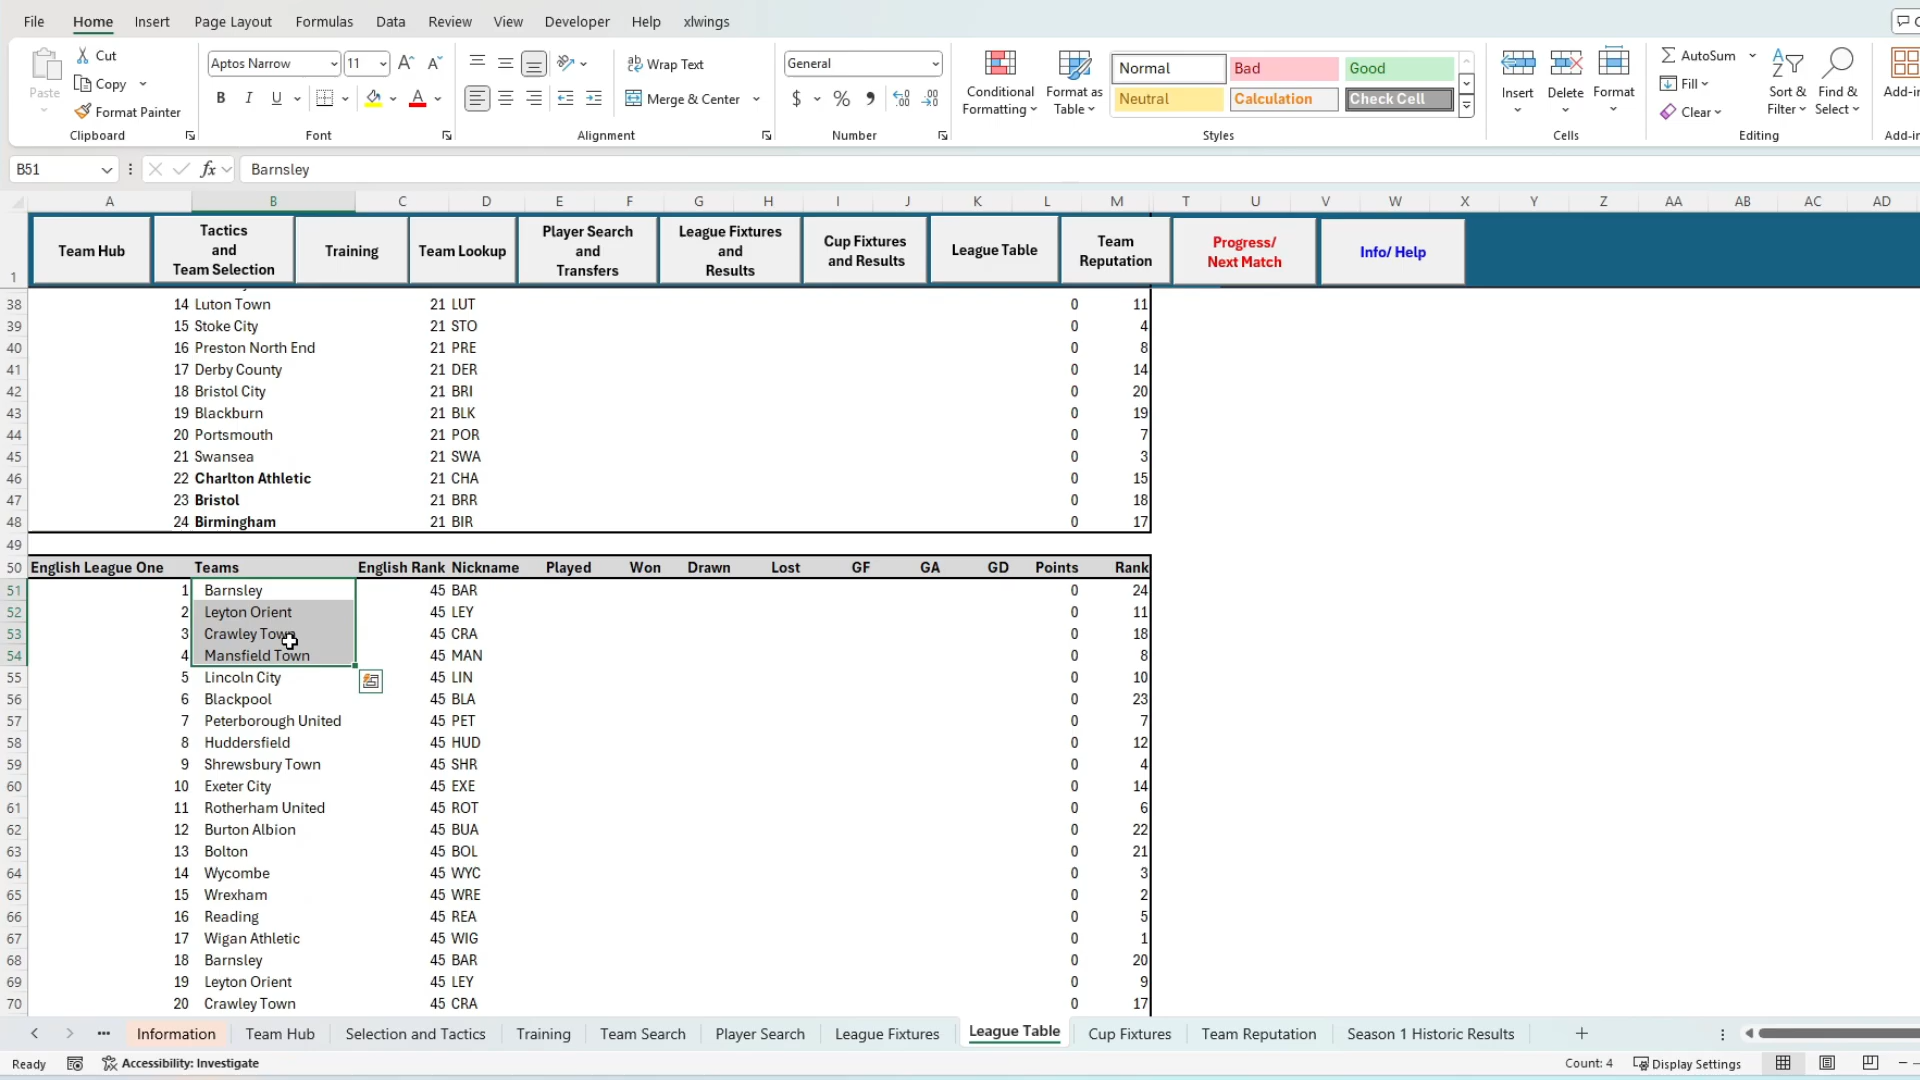 File Home Insert Page Layout Formulas Data Review View Developer Help xlwings
Paste Cut Copy Format Painter Clipboard
Aptos Narrow 11 A A B I U A Font
Wrap Text Merge & Center Alignment
General $ % Number
Conditional Formatting Format as Table Normal Bad Good Neutral Calculation Check Cell Styles
Insert Delete Format Cells
AutoSum Fill Clear Sort & Filter Find & Select Editing
B51 fx Barnsley
A B C D E F G H I J K L M T U V W X Y Z AA AB AC AD
1 Team Hub Tactics and Team Selection Training Team Lookup Player Search and Transfers League Fixtures and Results Cup Fixtures and Results League Table Team Reputation Progress/ Next Match Info/ Help
38 14 Luton Town 21 LUT 0 11
39 15 Stoke City 21 STO 0 4
40 16 Preston North End 21 PRE 0 8
41 17 Derby County 21 DER 0 14
42 18 Bristol City 21 BRI 0 20
43 19 Blackburn 21 BLK 0 19
44 20 Portsmouth 21 POR 0 7
45 21 Swansea 21 SWA 0 3
46 22 Charlton Athletic 21 CHA 0 15
47 23 Bristol 21 BRR 0 18
48 24 Birmingham 21 BIR 0 17
49
50 English League One Teams English Rank Nickname Played Won Drawn Lost GF GA GD Points Rank
51 1 Barnsley 45 BAR 0 24
52 2 Leyton Orient 45 LEY 0 11
53 3 Crawley Town 45 CRA 0 18
54 4 Mansfield Town 45 MAN 0 8
55 5 Lincoln City 45 LIN 0 10
56 6 Blackpool 45 BLA 0 23
57 7 Peterborough United 45 PET 0 7
58 8 Huddersfield 45 HUD 0 12
59 9 Shrewsbury Town 45 SHR 0 4
60 10 Exeter City 45 EXE 0 14
61 11 Rotherham United 45 ROT 0 6
62 12 Burton Albion 45 BUA 0 22
63 13 Bolton 45 BOL 0 21
64 14 Wycombe 45 WYC 0 3
65 15 Wrexham 45 WRE 0 2
66 16 Reading 45 REA 0 5
67 17 Wigan Athletic 45 WIG 0 1
68 18 Barnsley 45 BAR 0 20
69 19 Leyton Orient 45 LEY 0 9
70 20 Crawley Town 45 CRA 0 17
Information Team Hub Selection and Tactics Training Team Search Player Search League Fixtures League Table Cup Fixtures Team Reputation Season 1 Historic Results
Ready Accessibility: Investigate Count: 4 Display Settings